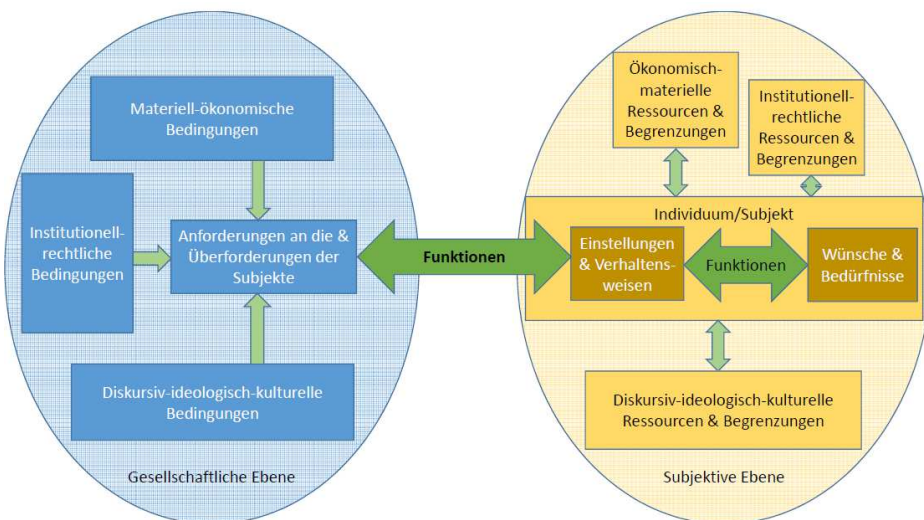 Materiell-ökonomische
Bedingungen
Institutionell-
rechtliche
Bedingungen
Anforderungen an die &
Überforderungen der
Subjekte
Diskursiv-ideologisch-kulturelle
Bedingungen
Gesellschaftliche Ebene
Funktionen
Ökonomisch-
materielle
Ressourcen &
Begrenzungen
Institutionell-
rechtliche
Ressourcen &
Begrenzungen
Individuum/Subjekt
Einstellungen
& Verhaltens-
weisen
Funktionen
Wünsche &
Bedürfnisse
Diskursiv-ideologisch-kulturelle
Ressourcen & Begrenzungen
Subjektive Ebene